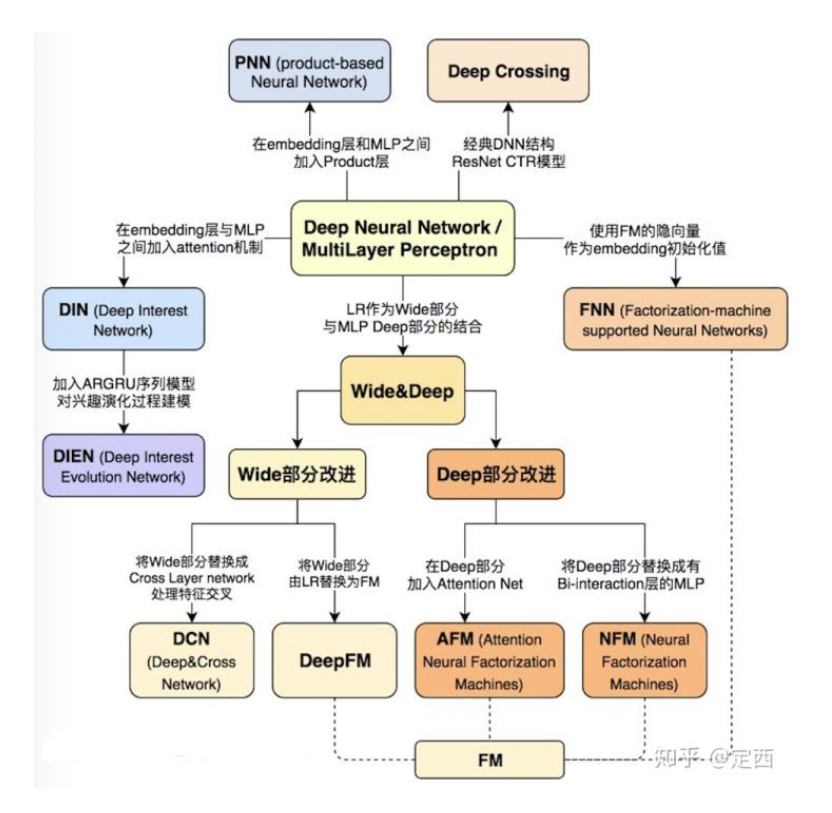 PNN (product-based
Neural Network)
Deep Crossing
在embedding层和MLP之间
加入Product层
经典DNN结构
ResNet CTR模型
Deep Neural Network /
MultiLayer Perceptron
在embedding层与MLP
之间加入attention机制
使用FM的隐向量
作为embedding初始化值
DIN (Deep Interest
Network)
LR作为Wide部分
与MLP Deep部分的结合
FNN (Factorization-machine
supported Neural Networks)
加入ARGRU序列模型
对兴趣演化过程建模
Wide&Deep
DIEN (Deep Interest
Evolution Network)
Wide部分改进
Deep部分改进
将Wide部分替换成
Cross Layer network
处理特征交叉
将Wide部分
由LR替换为FM
在Deep部分
加入Attention Net
将Deep部分替换成有
Bi-interaction层的MLP
DCN
(Deep&Cross
Network)
DeepFM
AFM (Attention
Neural Factorization
Machines)
NFM (Neural
Factorization
Machines)
FM
知乎 @定西